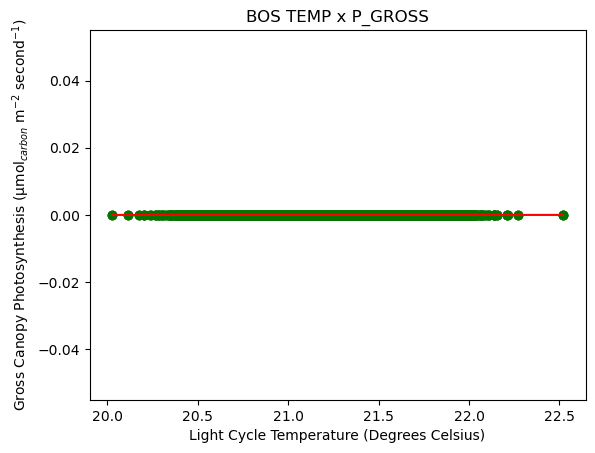 BOS TEMP x P_GROSS
Gross Canopy Photosynthesis (µmol_carbon m⁻² second⁻¹)
0.04
0.02
0.00
−0.02
−0.04
20.0 20.5 21.0 21.5 22.0 22.5
Light Cycle Temperature (Degrees Celsius)